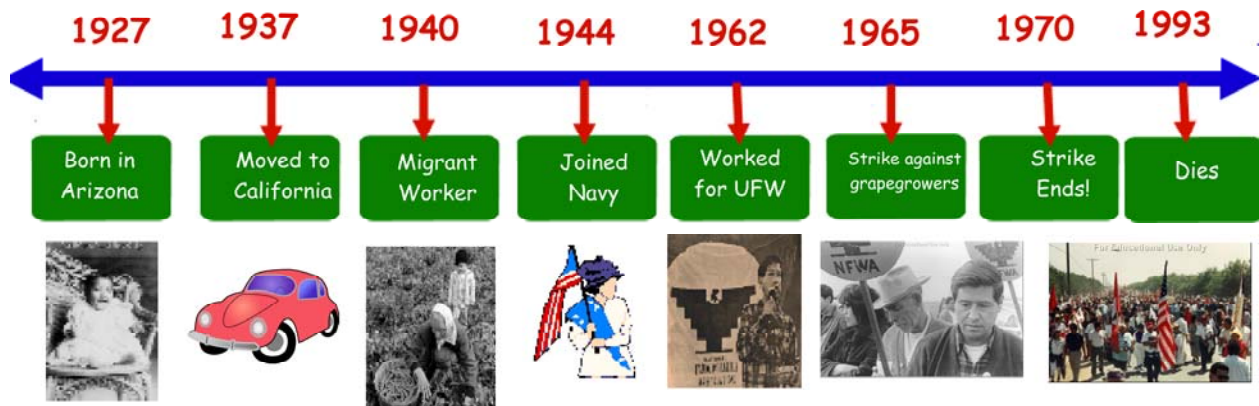 1927
1937
1940
1944
1962
1965
1970
1993
Born in
Arizona
Moved to
California
Migrant
Worker
Joined
Navy
Worked
for UFW
Strike against
grapegrowers
Strike
Ends!
Dies
NFWA
For Educational Use Only